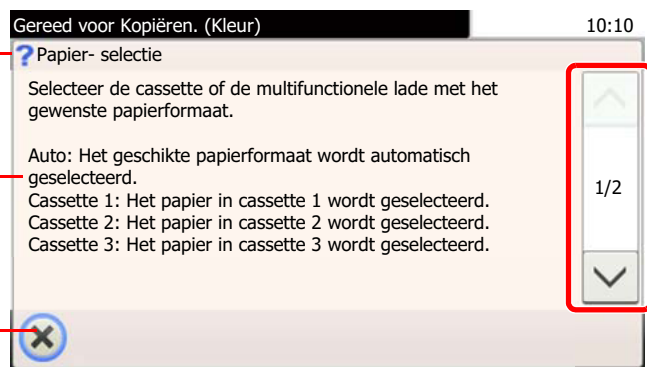 Gereed voor Kopiëren. (Kleur)
10:10
?Papier- selectie
Selecteer de cassette of de multifunctionele lade met het
gewenste papierformaat.
Auto: Het geschikte papierformaat wordt automatisch
geselecteerd.
Cassette 1: Het papier in cassette 1 wordt geselecteerd.
Cassette 2: Het papier in cassette 2 wordt geselecteerd.
Cassette 3: Het papier in cassette 3 wordt geselecteerd.
1/2